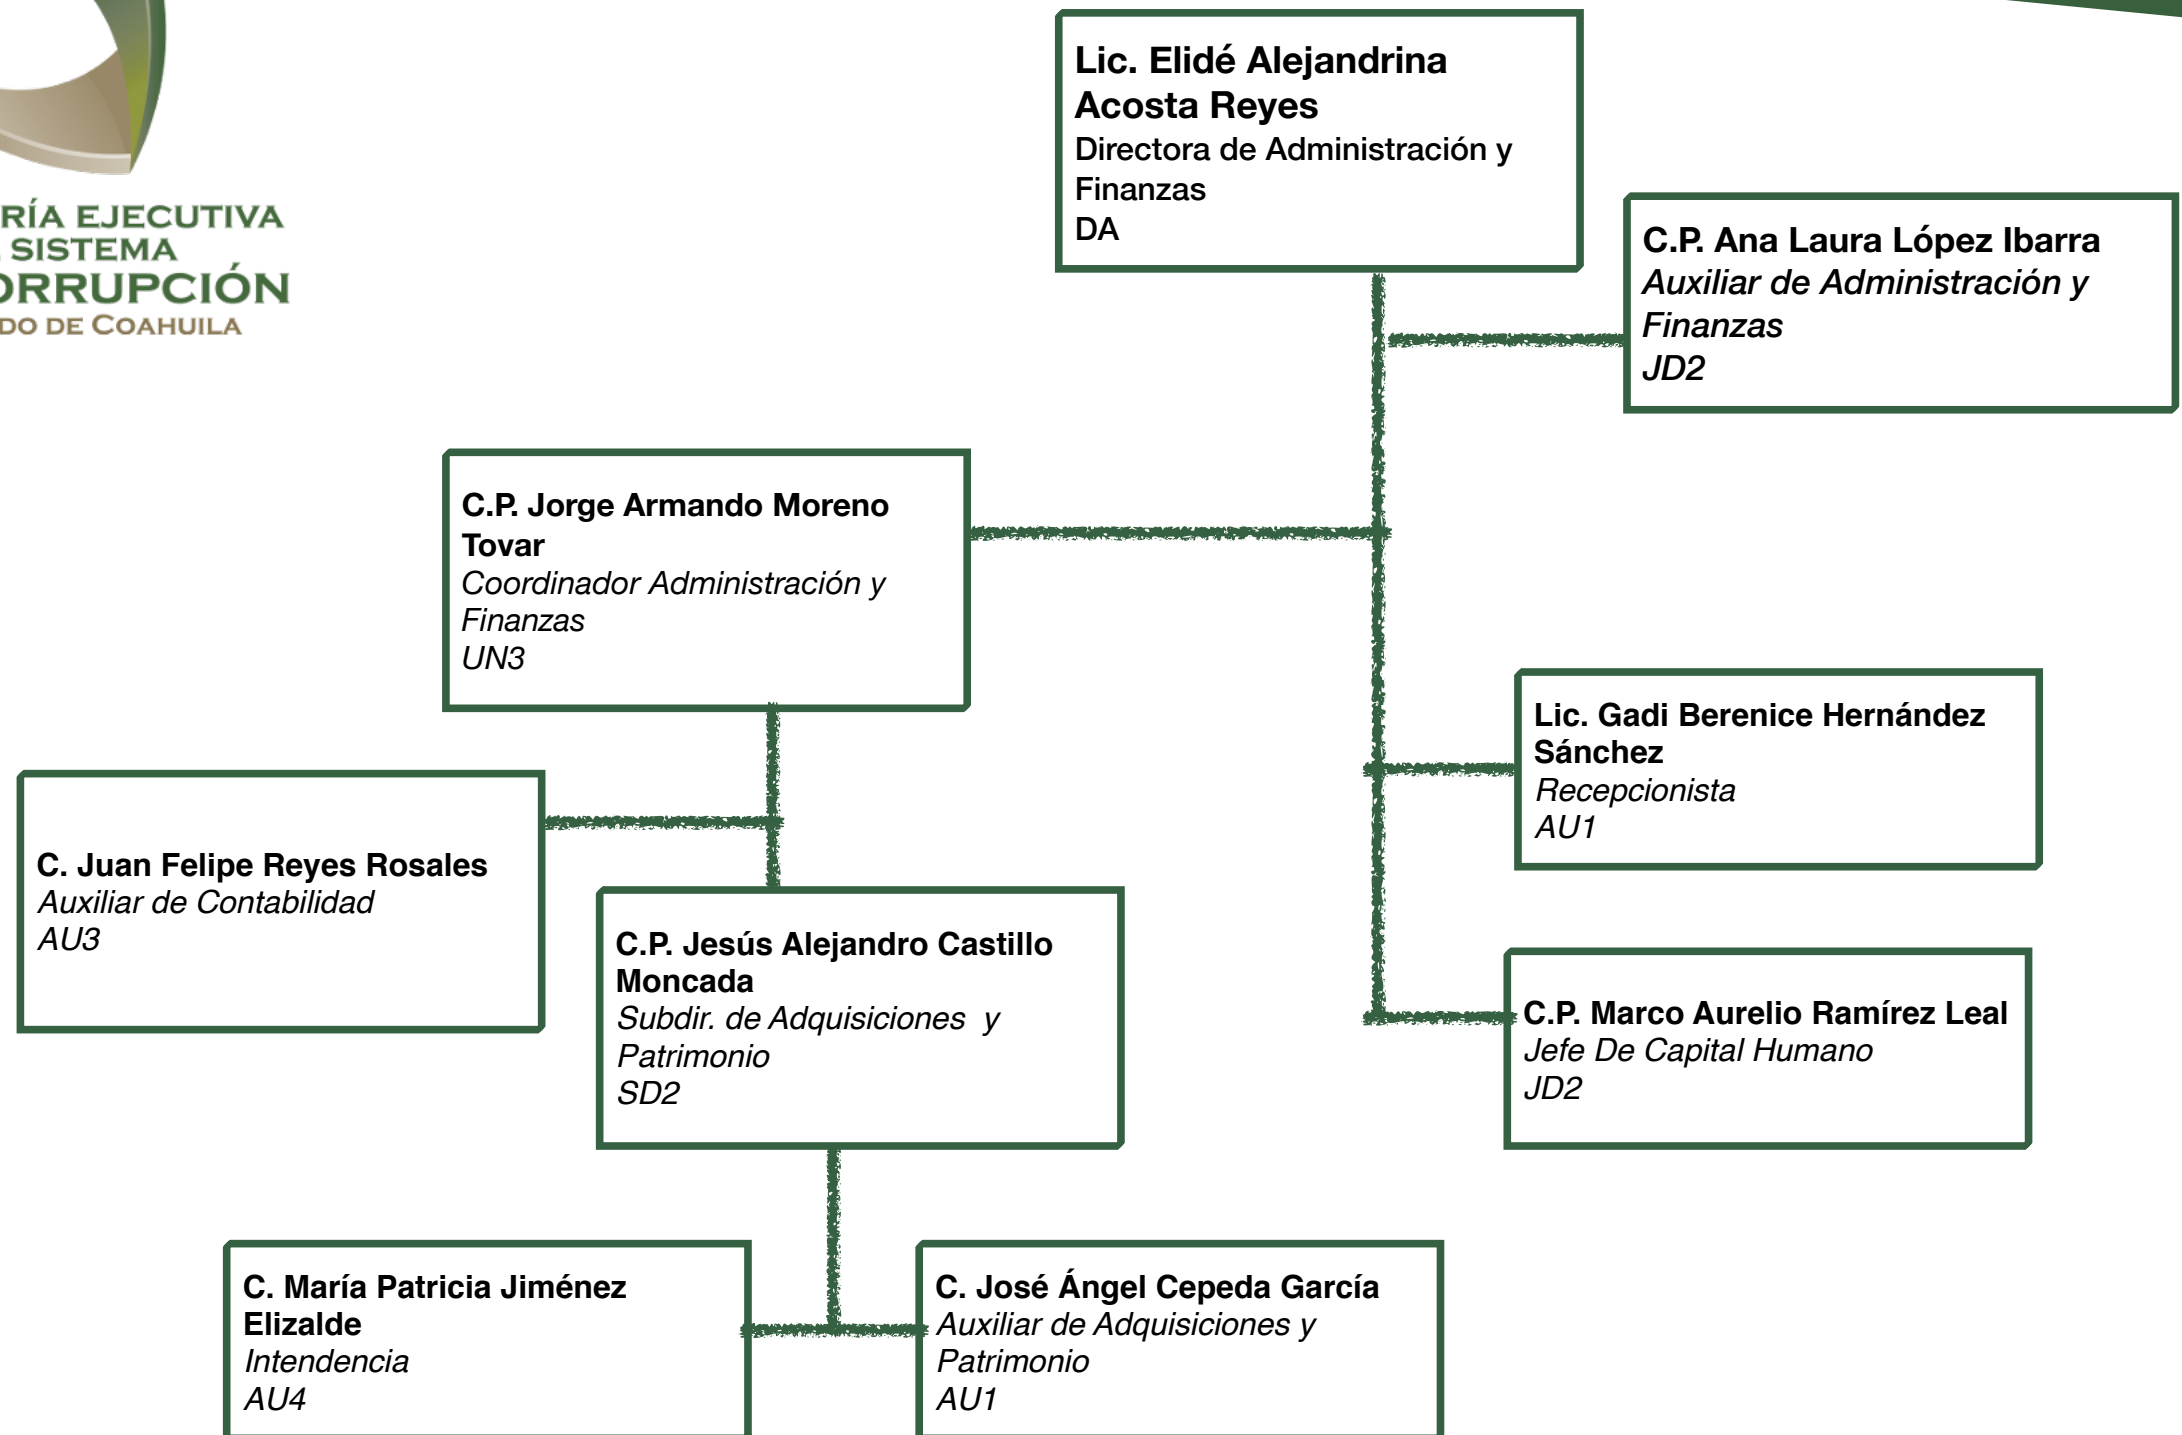 RÍA EJECUTIVA
SISTEMA
ORRUPCIÓN
DO DE COAHUILA
Lic. Elidé Alejandrina
Acosta Reyes
Directora de Administración y
Finanzas
DA
C.P. Ana Laura López Ibarra
Auxiliar de Administración y
Finanzas
JD2
C.P. Jorge Armando Moreno
Tovar
Coordinador Administración y
Finanzas
UN3
Lic. Gadi Berenice Hernández
Sánchez
Recepcionista
AU1
C. Juan Felipe Reyes Rosales
Auxiliar de Contabilidad
AU3
C.P. Jesús Alejandro Castillo
Moncada
Subdir. de Adquisiciones y
Patrimonio
SD2
C.P. Marco Aurelio Ramírez Leal
Jefe De Capital Humano
JD2
C. María Patricia Jiménez
Elizalde
Intendencia
AU4
C. José Ángel Cepeda García
Auxiliar de Adquisiciones y
Patrimonio
AU1